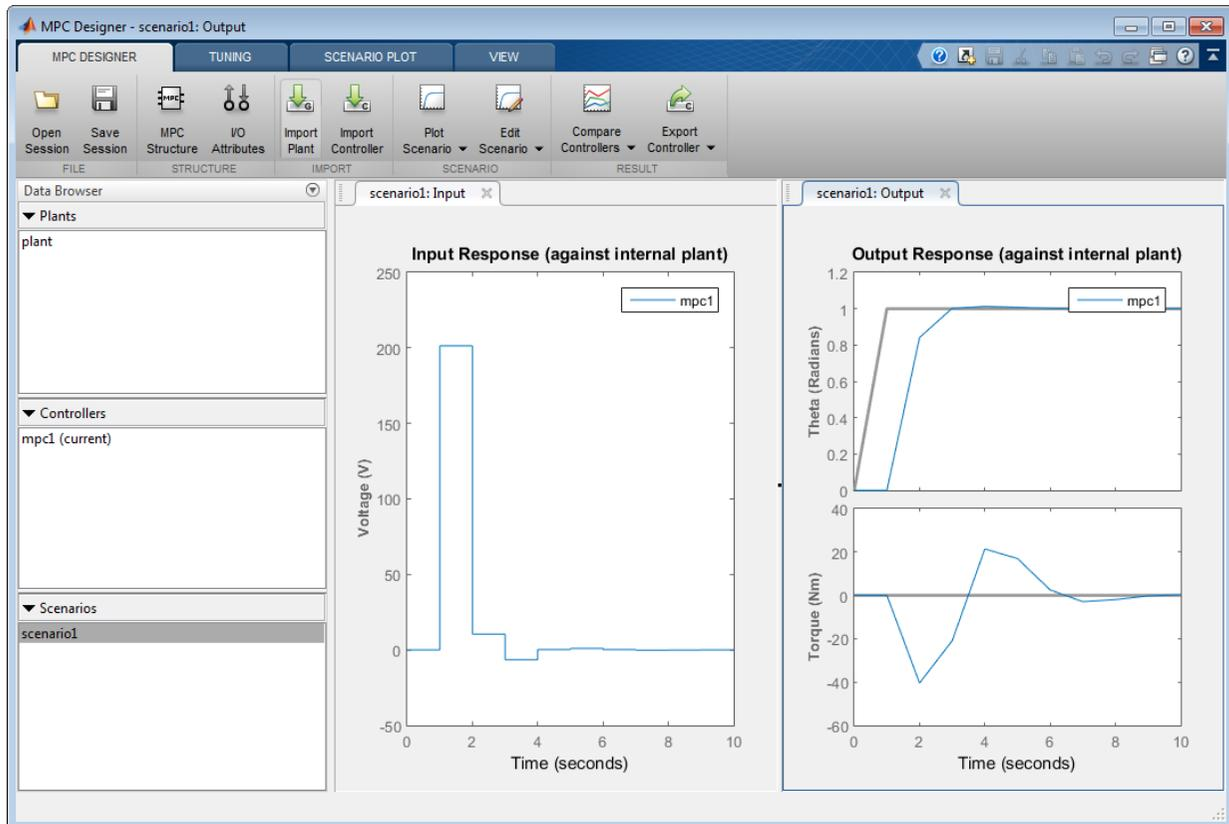 MPC Designer - scenario1: Output
MPC DESIGNER TUNING SCENARIO PLOT VIEW
Open Session
Save Session
MPC Structure
I/O Attributes
Import Plant
Import Controller
Plot Scenario
Edit Scenario
Compare Controllers
Export Controller
FILE STRUCTURE IMPORT SCENARIO RESULT
Data Browser
Plants
plant
Controllers
mpc1 (current)
Scenarios
scenario1
scenario1: Input
Input Response (against internal plant)
mpc1
Voltage (V)
250
200
150
100
50
0
-50
0 2 4 6 8 10
Time (seconds)
scenario1: Output
Output Response (against internal plant)
mpc1
Theta (Radians)
1.2
1
0.8
0.6
0.4
0.2
0
Torque (Nm)
40
20
0
-20
-40
-60
0 2 4 6 8 10
Time (seconds)